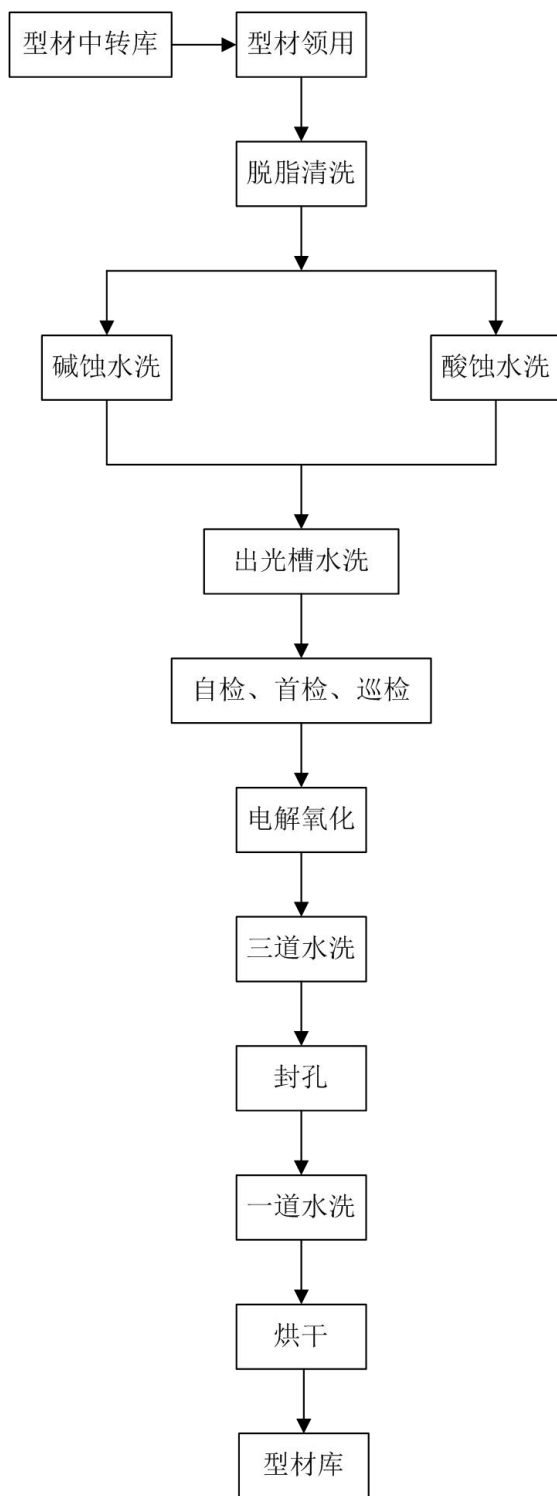 型材中转库
型材领用
脱脂清洗
碱蚀水洗
酸蚀水洗
出光槽水洗
自检、首检、巡检
电解氧化
三道水洗
封孔
一道水洗
烘干
型材库